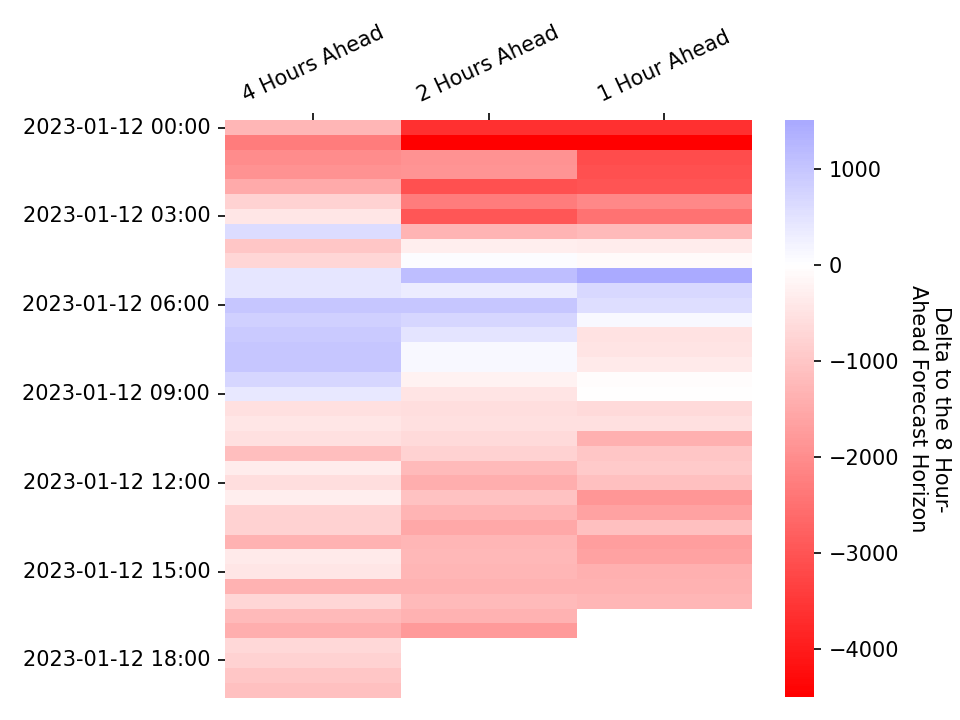 4 Hours Ahead
2 Hours Ahead
1 Hour Ahead
2023-01-12 00:00
2023-01-12 03:00
2023-01-12 06:00
2023-01-12 09:00
2023-01-12 12:00
2023-01-12 15:00
2023-01-12 18:00
1000
0
−1000
−2000
−3000
−4000
Delta to the 8 Hour-
Ahead Forecast Horizon